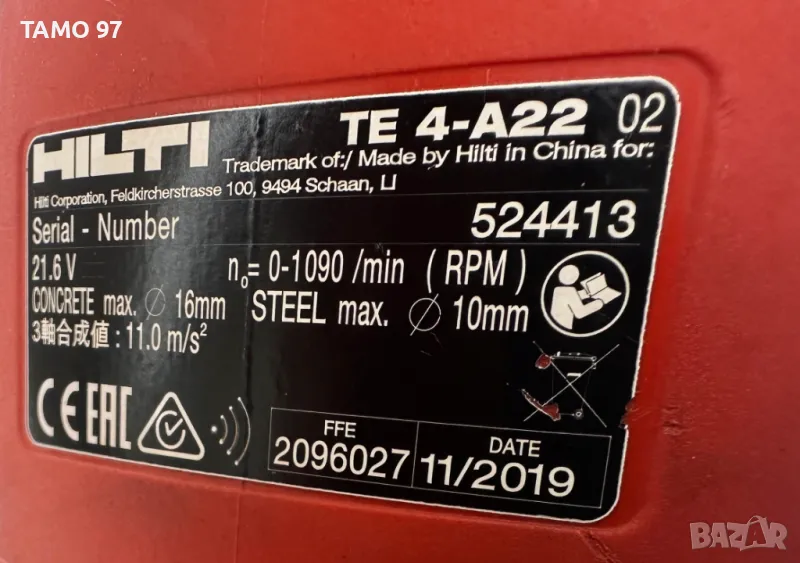 TAMO 97
HILTI TE 4-A22 02
Trademark of:/ Made by Hilti in China for:
Hilti Corporation, Feldkircherstrasse 100, 9494 Schaan, LI
Serial - Number 524413
21.6 V n₀= 0-1090 /min (RPM)
CONCRETE max. ∅ 16mm STEEL max. ∅ 10mm
3軸合成値 : 11.0 m/s²
CE EAC
FFE
2096027
DATE
11/2019
BAZAR